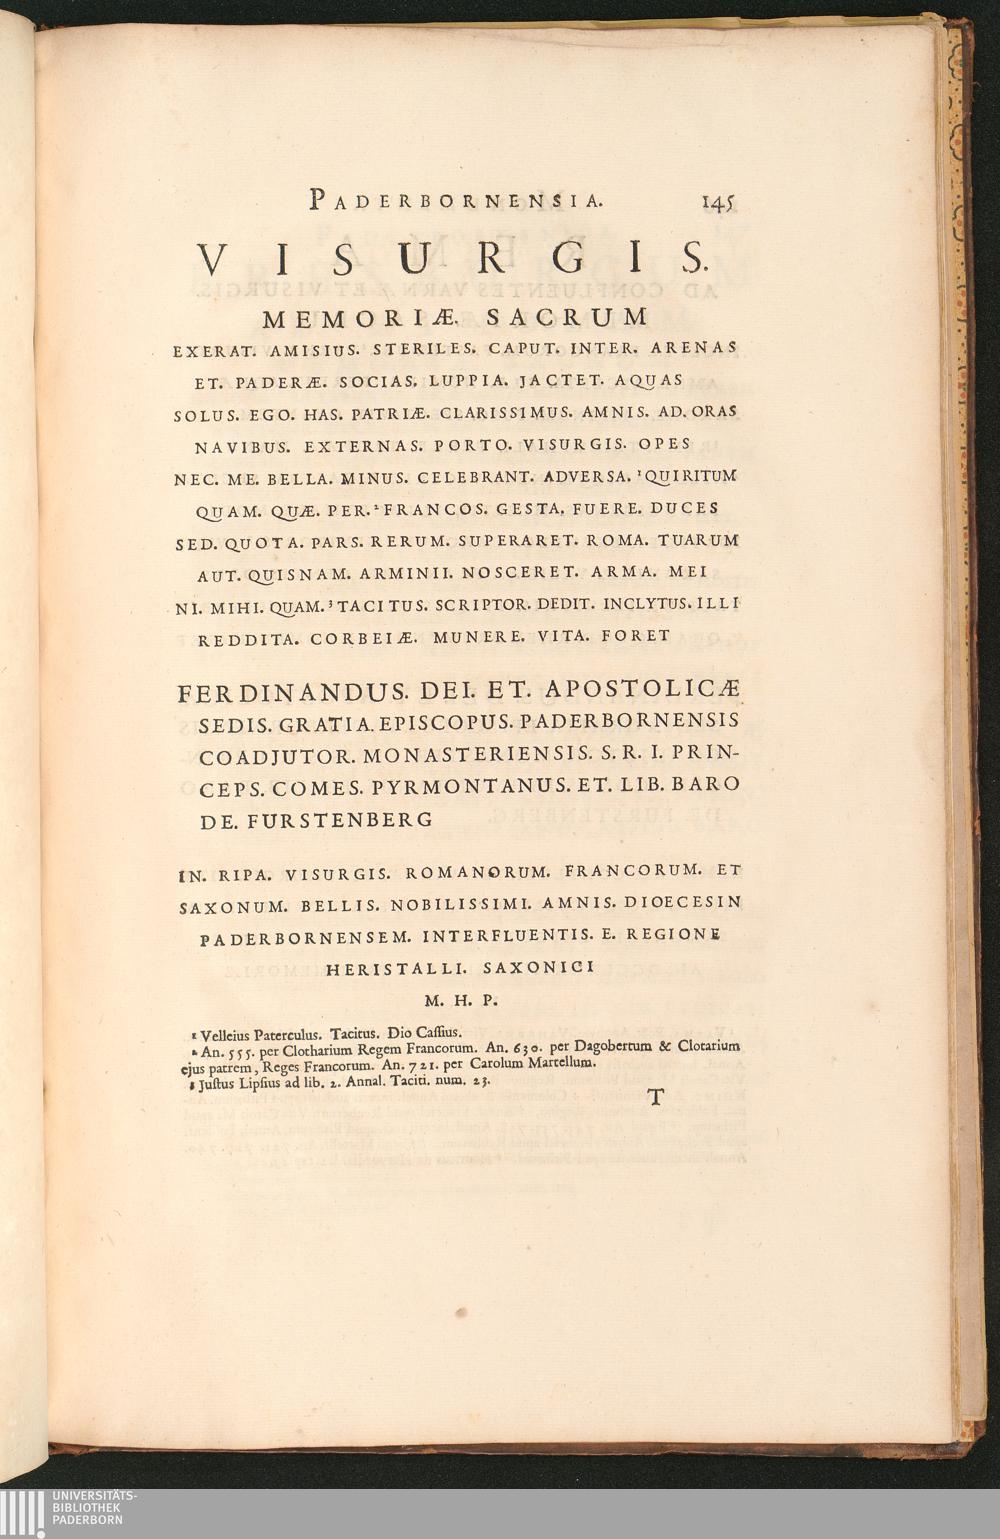 PADERBORNENSIA. 145
VISURGIS.
MEMORIÆ. SACRUM
EXERAT. AMISIUS. STERILES. CAPUT. INTER. ARENAS
ET. PADERÆ. SOCIAS. LUPPIA. JACTET. AQUAS
SOLUS. EGO. HAS. PATRIÆ. CLARISSIMUS. AMNIS. AD. ORAS
NAVIBUS. EXTERNAS. PORTO. VISURGIS. OPES
NEC. ME. BELLA. MINUS. CELEBRANT. ADVERSA. ¹QUIRITUM
QUAM. QUÆ. PER. ²FRANCOS. GESTA. FUERE. DUCES
SED. QUOTA. PARS. RERUM. SUPERARET. ROMA. TUARUM
AUT. QUISNAM. ARMINII. NOSCERET. ARMA. MEI
NI. MIHI. QUAM. ³TACITUS. SCRIPTOR. DEDIT. INCLYTUS. ILLI
REDDITA. CORBEIÆ. MUNERE. VITA. FORET
FERDINANDUS. DEI. ET. APOSTOLICÆ
SEDIS. GRATIA. EPISCOPUS. PADERBORNENSIS
COADJUTOR. MONASTERIENSIS. S. R. I. PRIN-
CEPS. COMES. PYRMONTANUS. ET. LIB. BARO
DE. FURSTENBERG
IN. RIPA. VISURGIS. ROMANORUM. FRANCORUM. ET
SAXONUM. BELLIS. NOBILISSIMI. AMNIS. DIOECESIN
PADERBORNENSEM. INTERFLUENTIS. E. REGIONE
HERISTALLI. SAXONICI
M. H. P.
¹ Velleius Paterculus. Tacitus. Dio Caſſius.
² An. 555. per Clotharium Regem Francorum. An. 630. per Dagobertum & Clotarium
ejus patrem, Reges Francorum. An. 721. per Carolum Martellum.
³ Juſtus Lipſius ad lib. 2. Annal. Taciti. num. 23.
T
UNIVERSITÄTS-
BIBLIOTHEK
PADERBORN